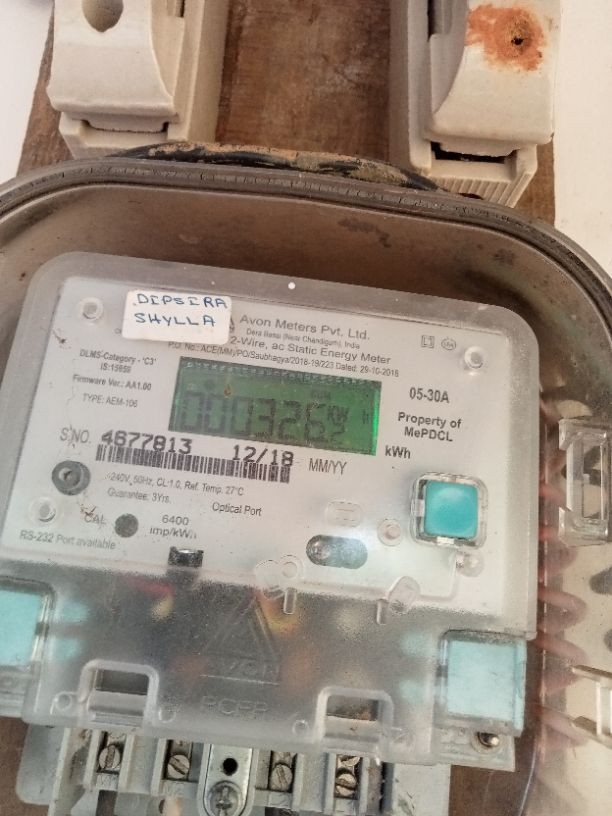 DIPSIRA
SHYLLA
Avon Meters Pvt. Ltd.
Dera Bassi (Near Chandigarh), India
2-Wire, ac Static Energy Meter
P.O. No.: ACE(MM)/PO/Saubhagya/2018-19/223 Dated: 29-10-2018
DLMS-Category - 'C3'
IS:15959
Firmware Ver.: AA1.00
TYPE: AEM-106
05-30A
Property of
MePDCL
kWh
S.NO. 4677813 12/18 MM/YY
240V, 50Hz, CL:1.0, Ref. Temp. 27°C
Guarantee: 3Yrs.
Optical Port
CAL
6400
imp/kWh
RS-232 Port available